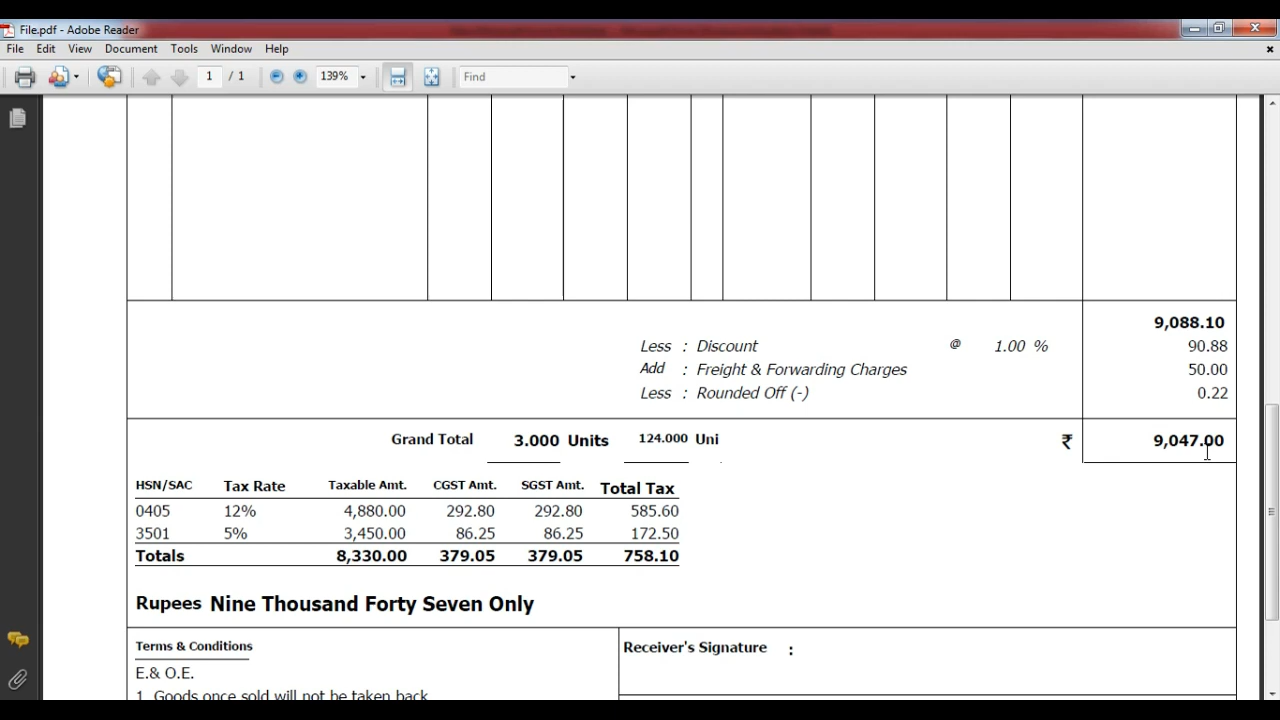 File.pdf - Adobe Reader
File Edit View Document Tools Window Help
1 / 1 139% Find
9,088.10
Less : Discount @ 1.00 % 90.88
Add : Freight & Forwarding Charges 50.00
Less : Rounded Off (-) 0.22
Grand Total 3.000 Units 124.000 Uni ₹ 9,047.00
HSN/SAC Tax Rate Taxable Amt. CGST Amt. SGST Amt. Total Tax
0405 12% 4,880.00 292.80 292.80 585.60
3501 5% 3,450.00 86.25 86.25 172.50
Totals 8,330.00 379.05 379.05 758.10
Rupees Nine Thousand Forty Seven Only
Terms & Conditions
Receiver's Signature :
E.& O.E.
1. Goods once sold will not be taken back